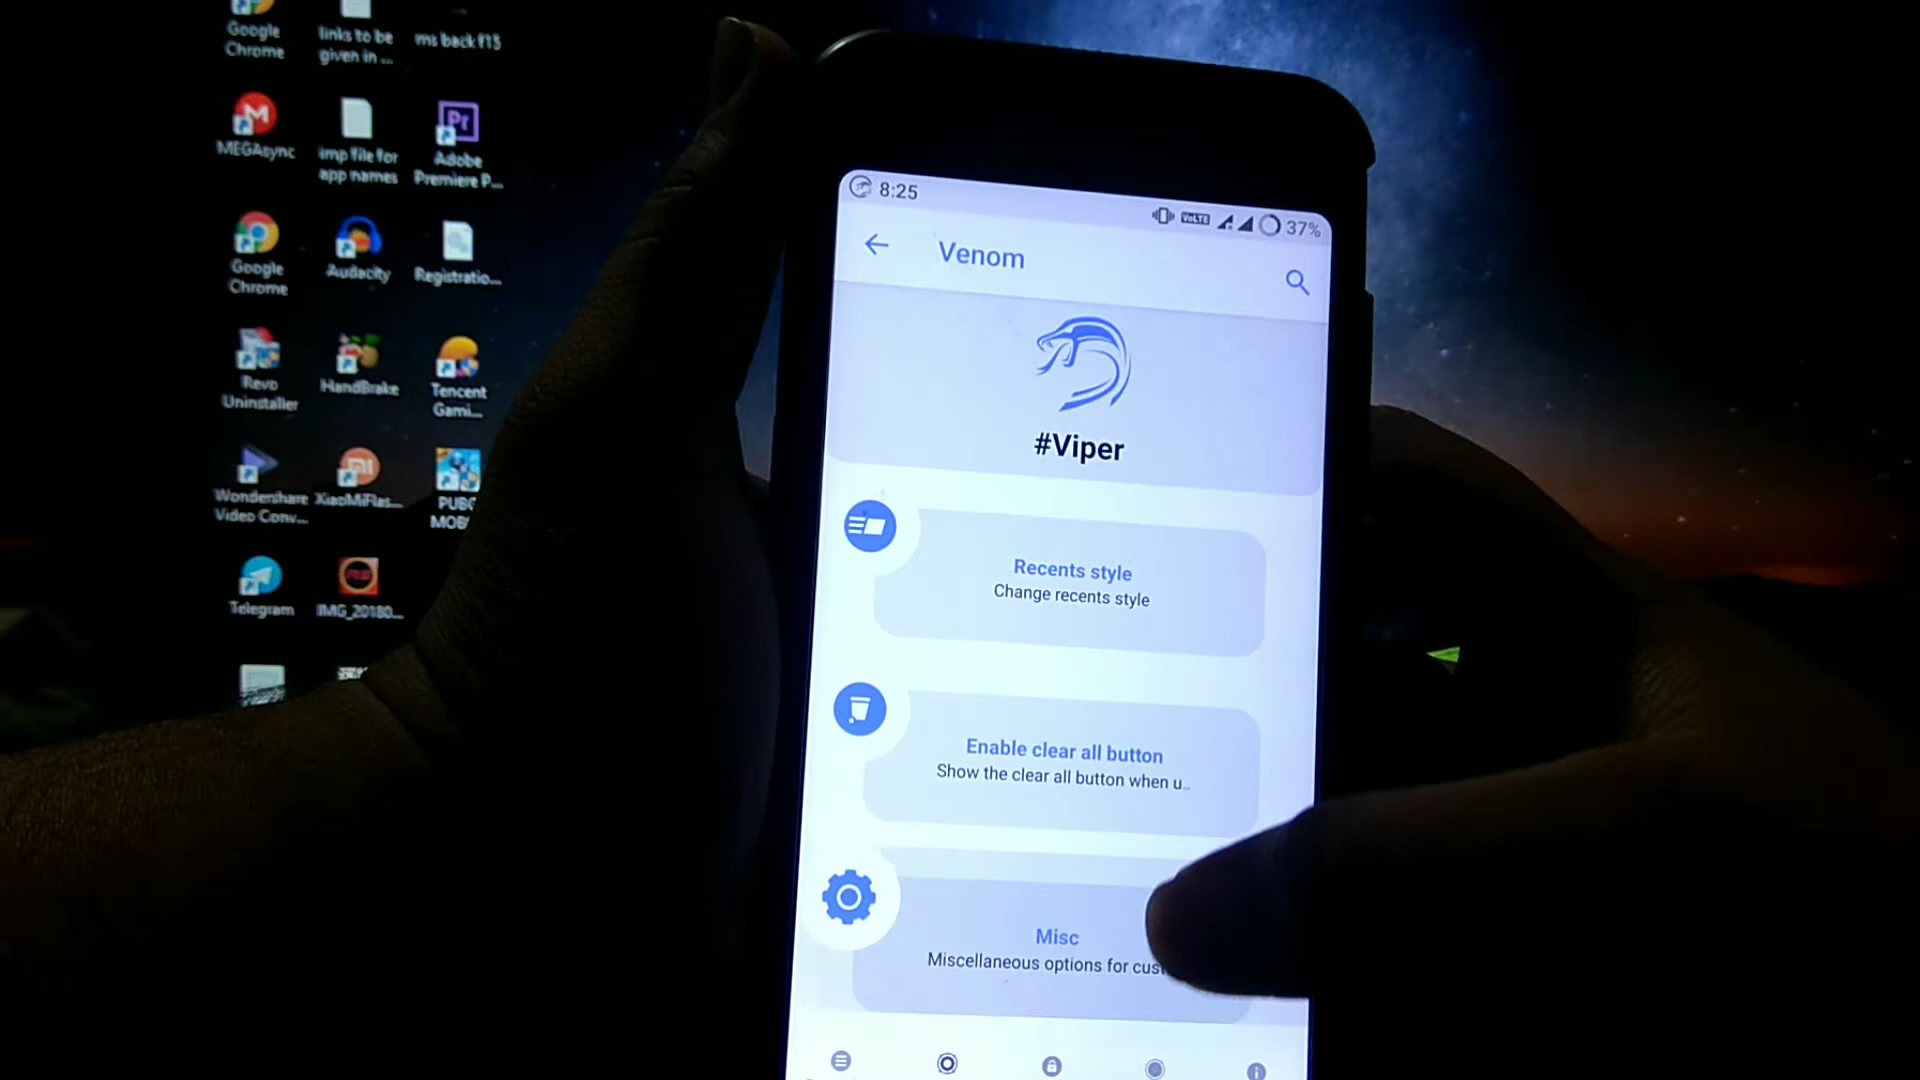 Google
Chrome
links to be
given in ...
ms back f15
MEGAsync
imp file for
app names
Pr
Adobe
Premiere P...
Google
Chrome
Audacity
Registratio...
Revo
Uninstaller
HandBrake
Tencent
Gami...
Wondershare
Video Conv...
XiaoMiFlas...
PUBG
MOB
Telegram
IMG_20180...
8:25
VoLTE
37%
Venom
#Viper
Recents style
Change recents style
Enable clear all button
Show the clear all button when u..
Misc
Miscellaneous options for cus